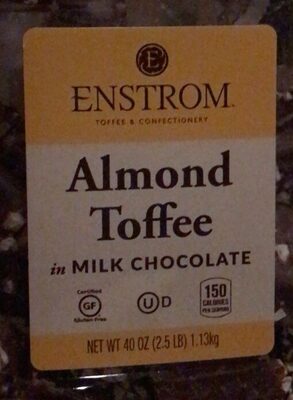 E
ENSTROM
TOFFEE & CONFECTIONERY
Almond
Toffee
in MILK CHOCOLATE
Certified
GF
Gluten-Free
U D
150
CALORIES
PER SERVING
NET WT 40 OZ (2.5 LB) 1.13kg